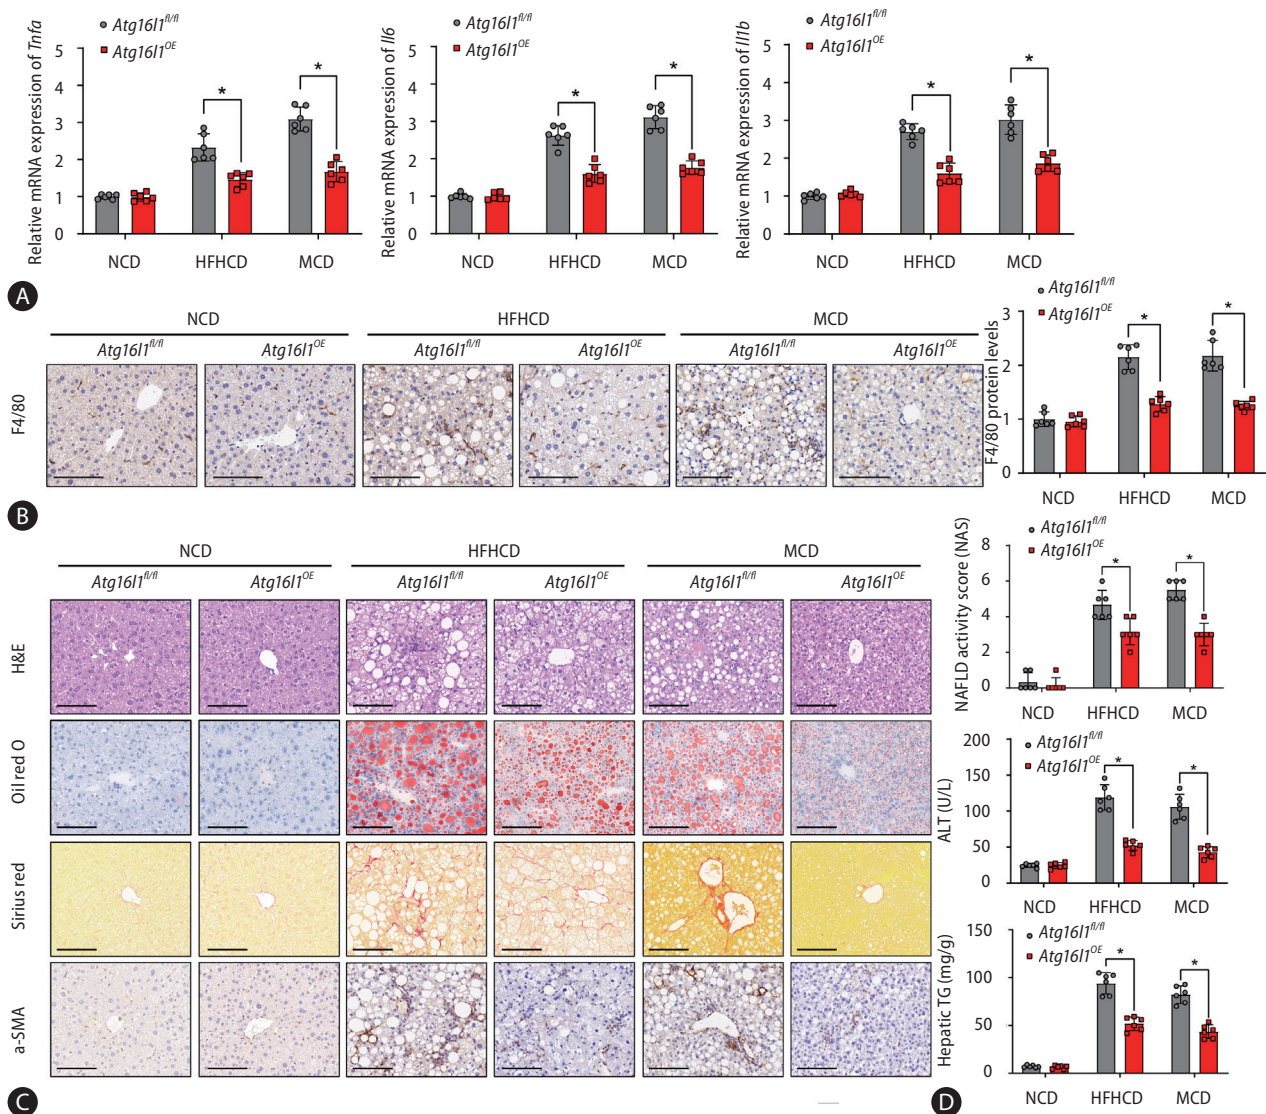 Atg16l1fl/fl
Atg16l1OE
Relative mRNA expression of Tnfa
5
4
3
2
1
0
*
*
NCD
HFHCD
MCD
Atg16l1fl/fl
Atg16l1OE
Relative mRNA expression of Il6
5
4
3
2
1
0
*
*
NCD
HFHCD
MCD
Atg16l1fl/fl
Atg16l1OE
Relative mRNA expression of Il1b
5
4
3
2
1
0
*
*
NCD
HFHCD
MCD
A
NCD
HFHCD
MCD
Atg16l1fl/fl
Atg16l1OE
Atg16l1fl/fl
Atg16l1OE
Atg16l1fl/fl
Atg16l1OE
F4/80
Atg16l1fl/fl
Atg16l1OE
F4/80 protein levels
3
2
1
0
*
*
NCD
HFHCD
MCD
B
NCD
HFHCD
MCD
Atg16l1fl/fl
Atg16l1OE
Atg16l1fl/fl
Atg16l1OE
Atg16l1fl/fl
Atg16l1OE
H&E
Oil red O
Sirius red
a-SMA
C
Atg16l1fl/fl
Atg16l1OE
NAFLD activity score (NAS)
8
6
4
2
0
*
*
NCD
HFHCD
MCD
Atg16l1fl/fl
Atg16l1OE
ALT (U/L)
200
150
100
50
0
*
*
NCD
HFHCD
MCD
Atg16l1fl/fl
Atg16l1OE
Hepatic TG (mg/g)
150
100
50
0
*
*
NCD
HFHCD
MCD
D